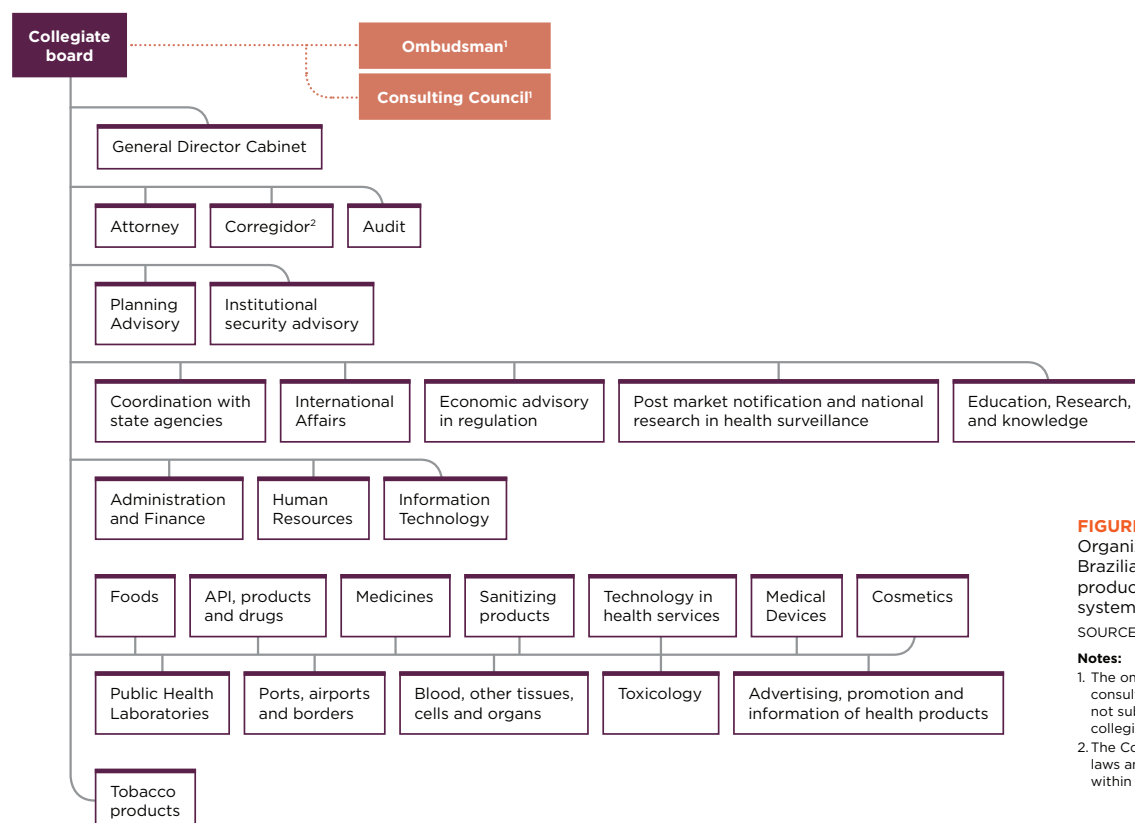 Collegiate
board
Ombudsman¹
Consulting Council¹
General Director Cabinet
Attorney
Corregidor²
Audit
Planning
Advisory
Institutional
security advisory
Coordination with
state agencies
International
Affairs
Economic advisory
in regulation
Post market notification and national
research in health surveillance
Education, Research,
and knowledge
Administration
and Finance
Human
Resources
Information
Technology
Foods
API, products
and drugs
Medicines
Sanitizing
products
Technology in
health services
Medical
Devices
Cosmetics
Public Health
Laboratories
Ports, airports
and borders
Blood, other tissues,
cells and organs
Toxicology
Advertising, promotion and
information of health products
Tobacco
products
FIGURE
Organiz
Brazilia
produc
system
SOURCE
Notes:
1. The om
consul
not sub
collegi
2. The Co
laws an
within